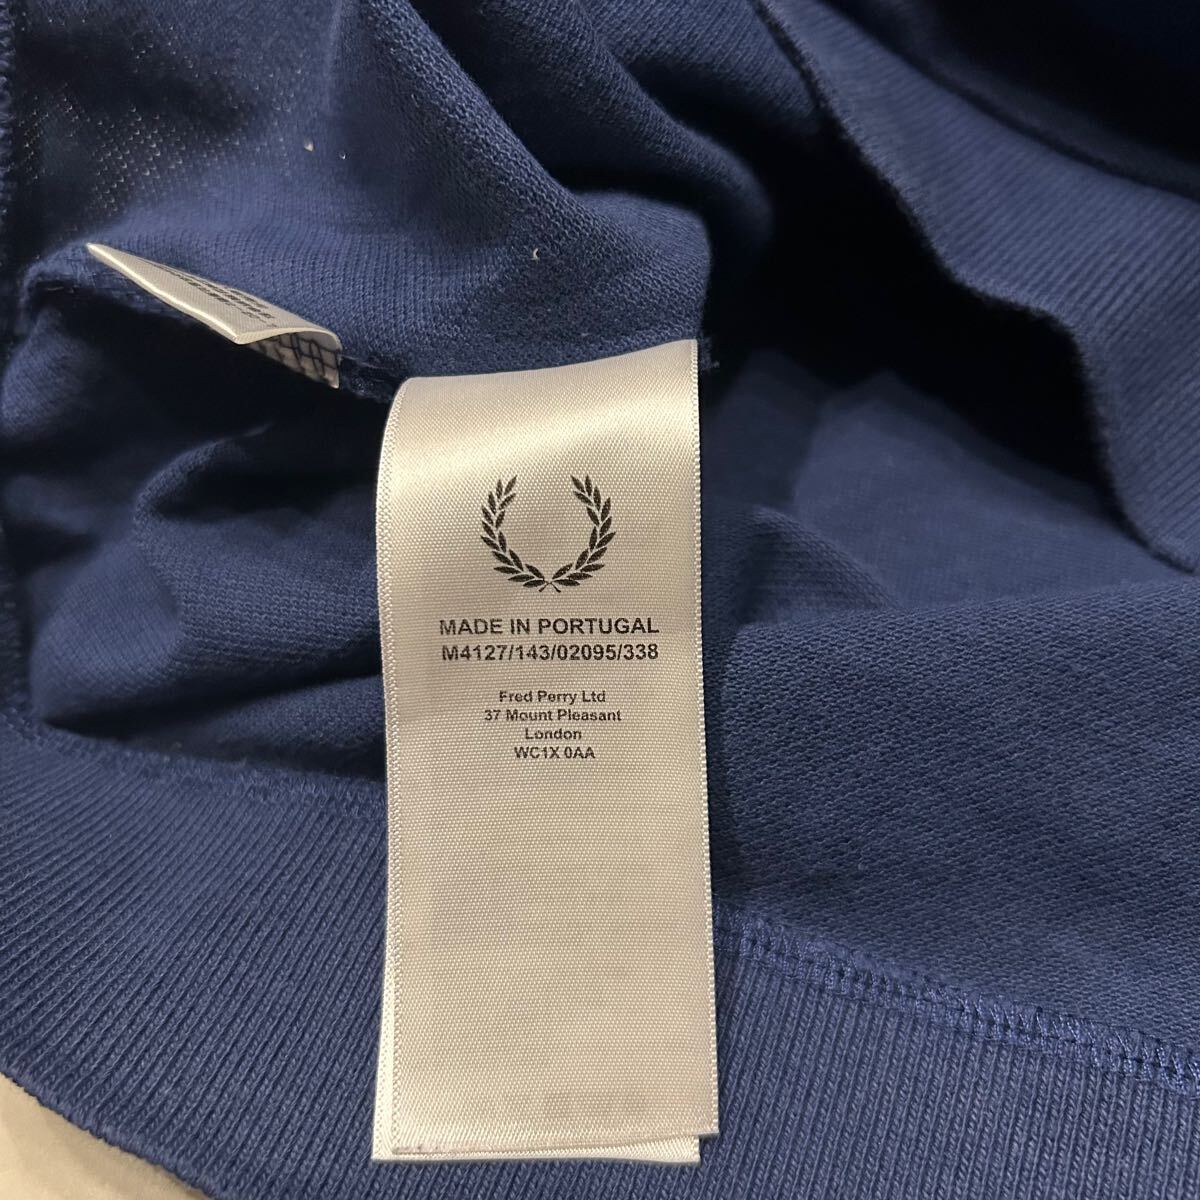 MADE IN PORTUGAL
M4127/143/02095/338
Fred Perry Ltd
37 Mount Pleasant
London
WC1X 0AA